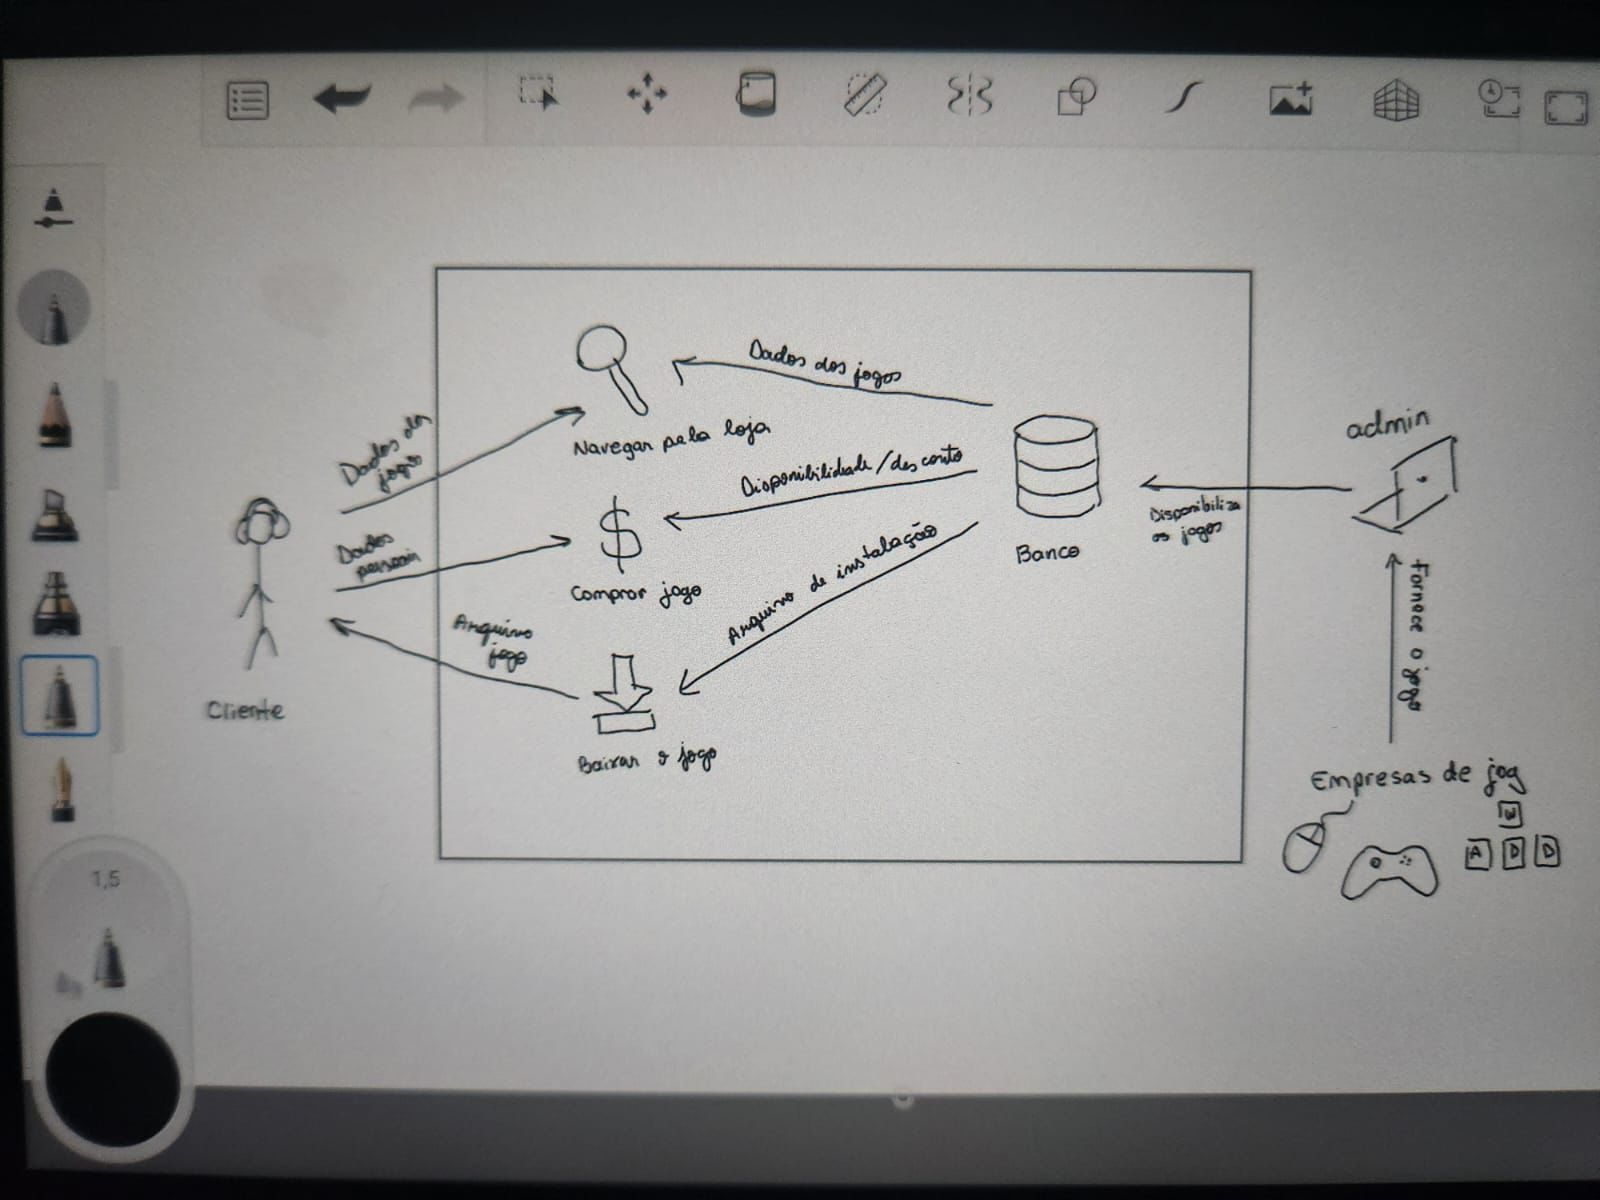 Dados dos jogos
Navegar pela loja
Dados dos
jogos
Disponibilidade/desconto
Dados
pessoais
Comprar jogo
Arquivo de instalação
Banco
Arquivo
jogo
Baixar o jogo
Cliente
admin
Disponibiliza
os jogos
Fornece o jogo
Empresas de jog
W
A D D
1,5